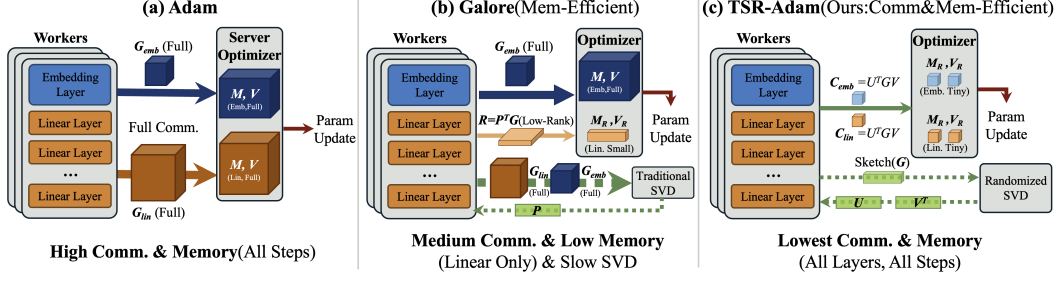 (a) Adam
Workers
Embedding
Layer
Linear Layer
Linear Layer
...
Linear Layer
G_emb (Full)
Full Comm.
G_lin (Full)
Server
Optimizer
M, V
(Emb,Full)
M, V
(Lin, Full)
Param
Update
High Comm. & Memory(All Steps)
(b) Galore(Mem-Efficient)
Workers
Embedding
Layer
Linear Layer
Linear Layer
...
Linear Layer
G_emb (Full)
R=P^T G(Low-Rank)
G_lin
(Full)
G_emb
(Full)
P
Optimizer
M, V
(Emb,Full)
M_R, V_R
(Lin. Small)
Traditional
SVD
Param
Update
Medium Comm. & Low Memory
(Linear Only) & Slow SVD
(c) TSR-Adam(Ours:Comm&Mem-Efficient)
Workers
Embedding
Layer
Linear Layer
Linear Layer
...
Linear Layer
C_emb =U^T GV
C_lin =U^T GV
Sketch(G)
U
V^T
Optimizer
M_R ,V_R
(Emb. Tiny)
M_R ,V_R
(Lin. Tiny)
Randomized
SVD
Param
Update
Lowest Comm. & Memory
(All Layers, All Steps)